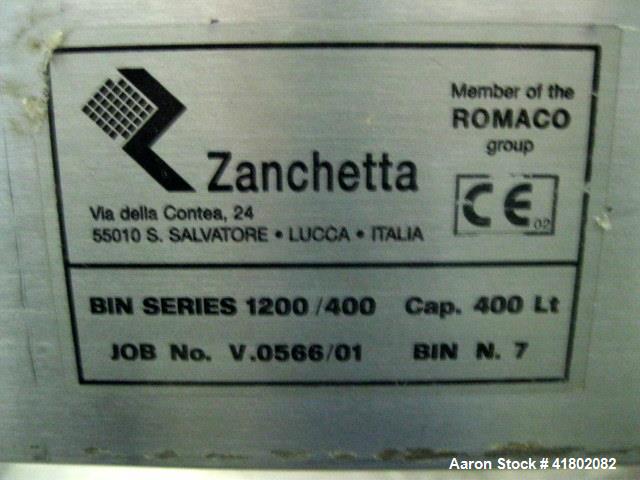 Member of the
ROMACO
group
Zanchetta
Via della Contea, 24
55010 S. SALVATORE • LUCCA • ITALIA
CE 02
BIN SERIES 1200/400 Cap. 400 Lt
JOB No. V.0566/01 BIN N. 7
Aaron Stock # 41802082